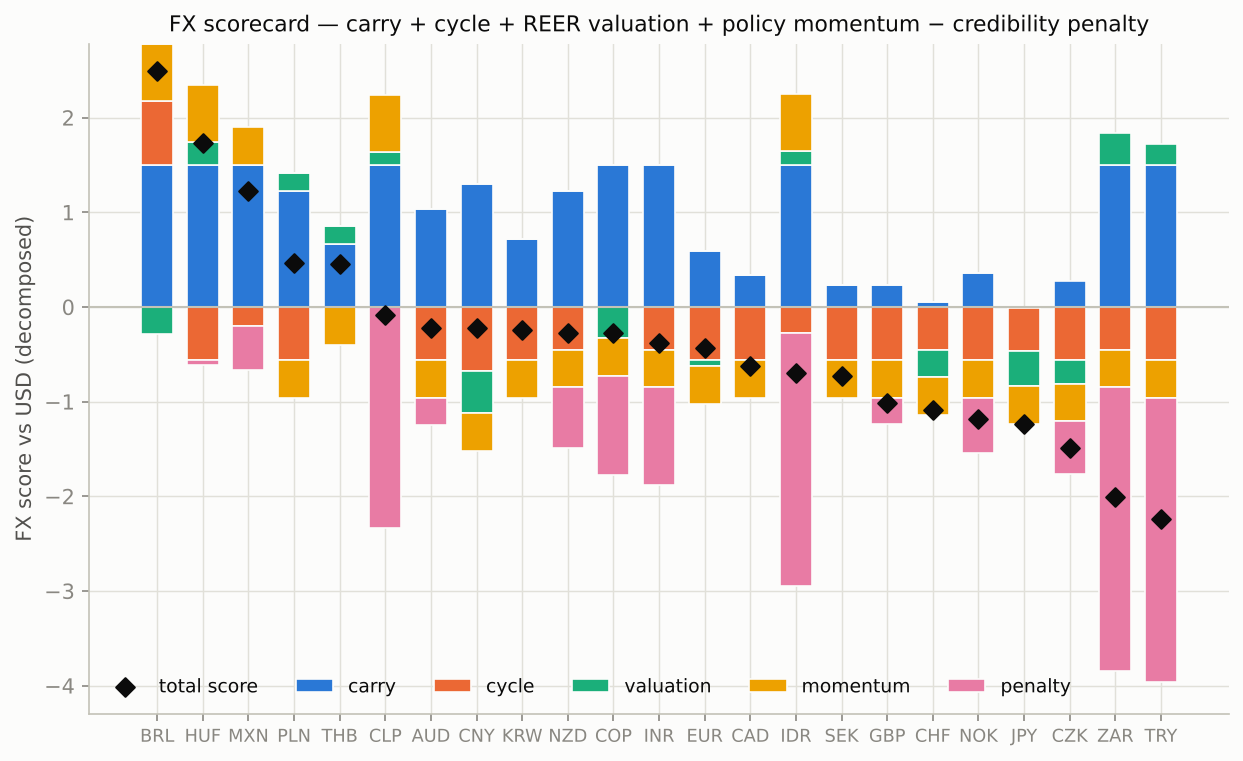 FX scorecard — carry + cycle + REER valuation + policy momentum − credibility penalty
FX score vs USD (decomposed)
2
1
0
−1
−2
−3
−4
total score carry cycle valuation momentum penalty
BRL HUF MXN PLN THB CLP AUD CNY KRW NZD COP INR EUR CAD IDR SEK GBP CHF NOK JPY CZK ZAR TRY